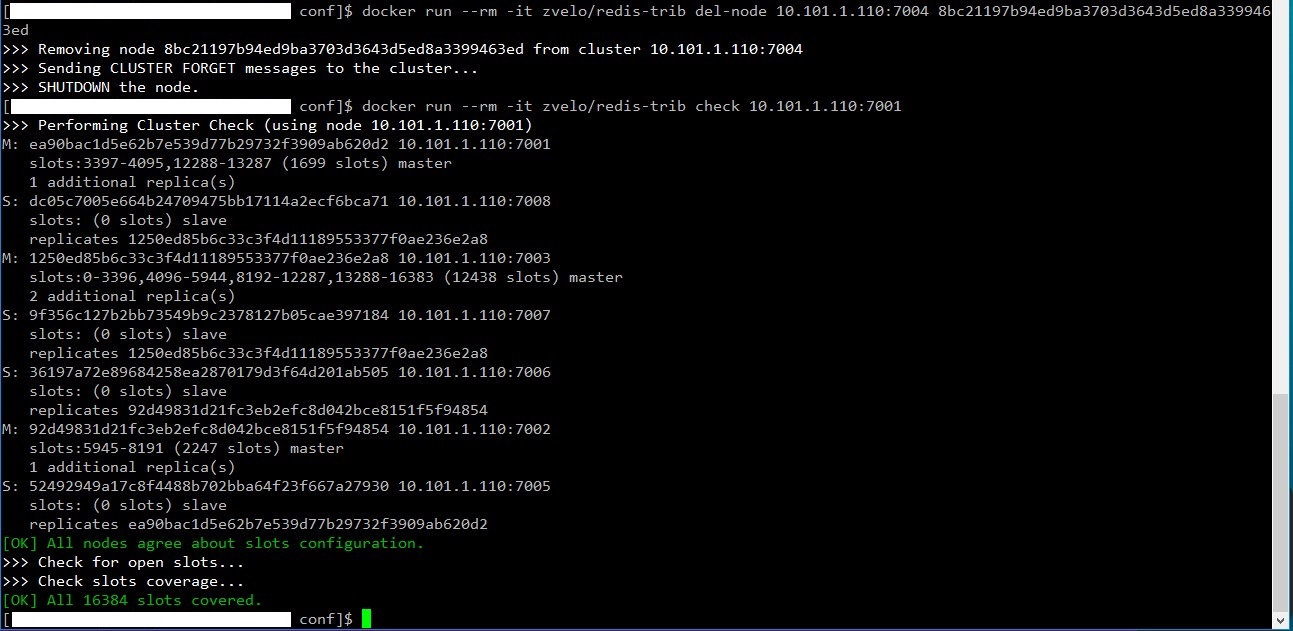 [ conf]$ docker run --rm -it zvelo/redis-trib del-node 10.101.1.110:7004 8bc21197b94ed9ba3703d3643d5ed8a339946
3ed
>>> Removing node 8bc21197b94ed9ba3703d3643d5ed8a3399463ed from cluster 10.101.1.110:7004
>>> Sending CLUSTER FORGET messages to the cluster...
>>> SHUTDOWN the node.
[ conf]$ docker run --rm -it zvelo/redis-trib check 10.101.1.110:7001
>>> Performing Cluster Check (using node 10.101.1.110:7001)
M: ea90bac1d5e62b7e539d77b29732f3909ab620d2 10.101.1.110:7001
slots:3397-4095,12288-13287 (1699 slots) master
1 additional replica(s)
S: dc05c7005e664b24709475bb17114a2ecf6bca71 10.101.1.110:7008
slots: (0 slots) slave
replicates 1250ed85b6c33c3f4d11189553377f0ae236e2a8
M: 1250ed85b6c33c3f4d11189553377f0ae236e2a8 10.101.1.110:7003
slots:0-3396,4096-5944,8192-12287,13288-16383 (12438 slots) master
2 additional replica(s)
S: 9f356c127b2bb73549b9c2378127b05cae397184 10.101.1.110:7007
slots: (0 slots) slave
replicates 1250ed85b6c33c3f4d11189553377f0ae236e2a8
S: 36197a72e89684258ea2870179d3f64d201ab505 10.101.1.110:7006
slots: (0 slots) slave
replicates 92d49831d21fc3eb2efc8d042bce8151f5f94854
M: 92d49831d21fc3eb2efc8d042bce8151f5f94854 10.101.1.110:7002
slots:5945-8191 (2247 slots) master
1 additional replica(s)
S: 52492949a17c8f4488b702bba64f23f667a27930 10.101.1.110:7005
slots: (0 slots) slave
replicates ea90bac1d5e62b7e539d77b29732f3909ab620d2
[OK] All nodes agree about slots configuration.
>>> Check for open slots...
>>> Check slots coverage...
[OK] All 16384 slots covered.
[ conf]$